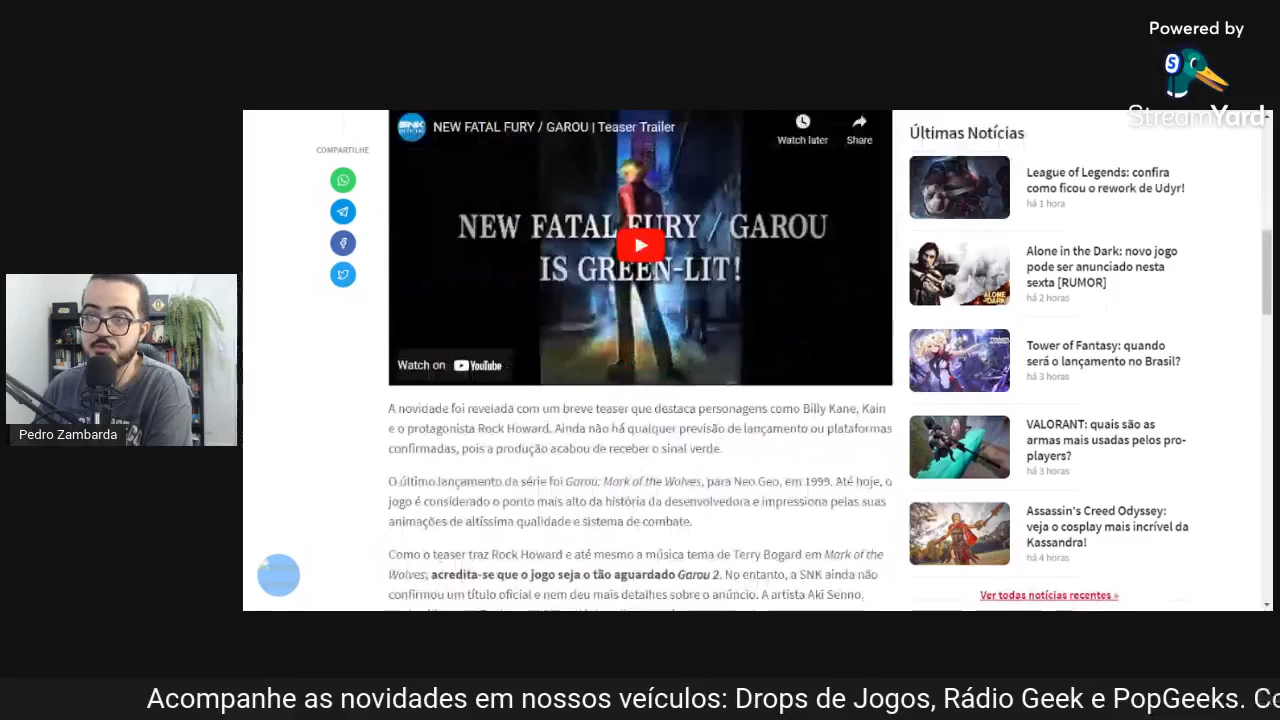 Powered by
StreamYard
COMPARTILHE
NEW FATAL FURY / GAROU | Teaser Trailer
Watch later
Share
NEW FATAL FURY / GAROU
IS GREEN-LIT!
Watch on YouTube
A novidade foi revelada com um breve teaser que destaca personagens como Billy Kane, Kain
e o protagonista Rock Howard. Ainda não há qualquer previsão de lançamento ou plataformas
confirmadas, pois a produção acabou de receber o sinal verde.
O último lançamento da série foi Garou: Mark of the Wolves, para Neo Geo, em 1999. Até hoje, o
jogo é considerado o ponto mais alto da história da desenvolvedora e impressiona pelas suas
animações de altíssima qualidade e sistema de combate.
Como o teaser traz Rock Howard e até mesmo a música tema de Terry Bogard em Mark of the
Wolves, acredita-se que o jogo seja o tão aguardado Garou 2. No entanto, a SNK ainda não
confirmou um título oficial e nem deu mais detalhes sobre o anúncio. A artista Aki Senno,
Últimas Notícias
League of Legends: confira
como ficou o rework de Udyr!
há 1 hora
Alone in the Dark: novo jogo
pode ser anunciado nesta
sexta [RUMOR]
há 2 horas
Tower of Fantasy: quando
será o lançamento no Brasil?
há 3 horas
VALORANT: quais são as
armas mais usadas pelos pro-
players?
há 3 horas
Assassin's Creed Odyssey:
veja o cosplay mais incrível da
Kassandra!
há 4 horas
Ver todas notícias recentes »
Pedro Zambarda
Acompanhe as novidades em nossos veículos: Drops de Jogos, Rádio Geek e PopGeeks. Co